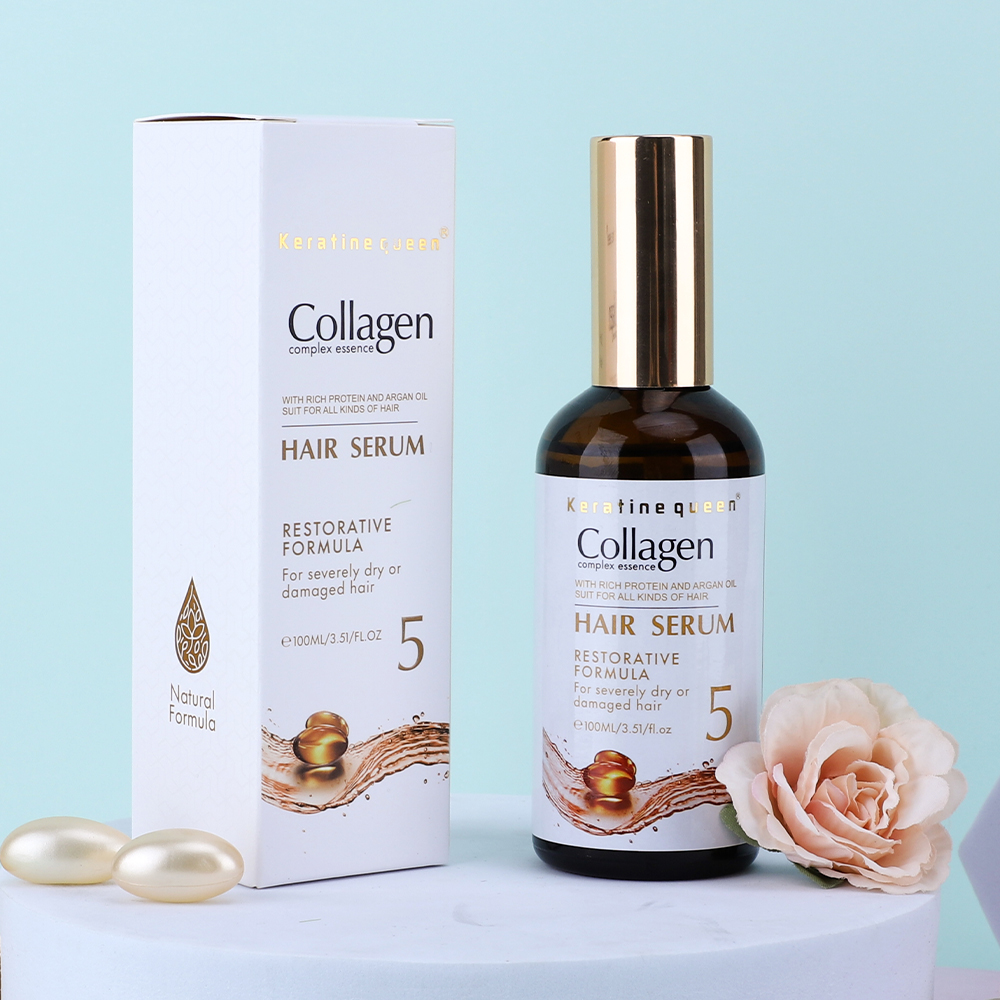 Keratine queen®
Collagen
complex essence
WITH RICH PROTEIN AND ARGAN OIL
SUIT FOR ALL KINDS OF HAIR
HAIR SERUM
RESTORATIVE
FORMULA
For severely dry or
damaged hair
℮100ML/3.51/FL.OZ
5
Natural
Formula
Keratine queen®
Collagen
complex essence
WITH RICH PROTEIN AND ARGAN OIL
SUIT FOR ALL KINDS OF HAIR
HAIR SERUM
RESTORATIVE
FORMULA
For severely dry or
damaged hair
℮100ML/3.51/fl.oz
5